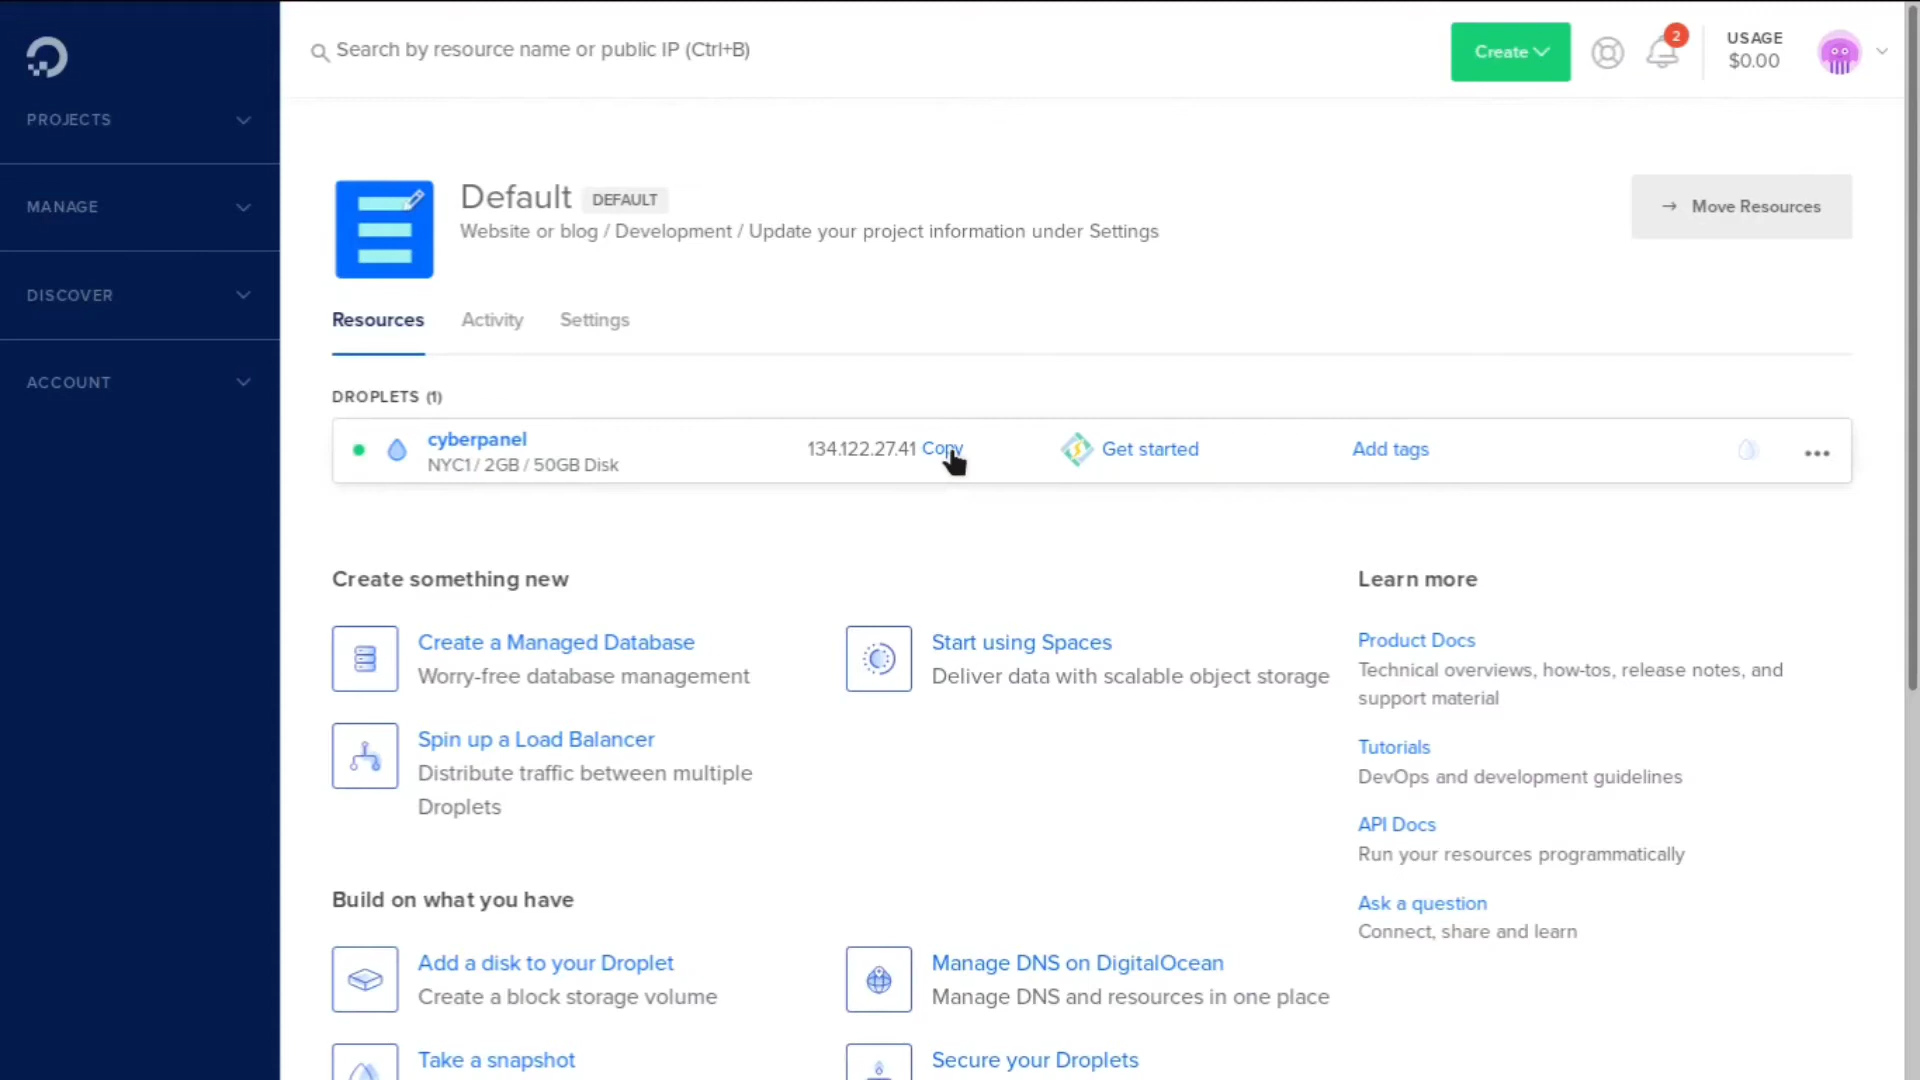 Search by resource name or public IP (Ctrl+B)
Create
2
USAGE
$0.00
PROJECTS
MANAGE
DISCOVER
ACCOUNT
Default
DEFAULT
Website or blog / Development / Update your project information under Settings
→ Move Resources
Resources
Activity
Settings
DROPLETS (1)
cyberpanel
NYC1 / 2GB / 50GB Disk
134.122.27.41 Copy
Get started
Add tags
Create something new
Create a Managed Database
Worry-free database management
Start using Spaces
Deliver data with scalable object storage
Spin up a Load Balancer
Distribute traffic between multiple
Droplets
Learn more
Product Docs
Technical overviews, how-tos, release notes, and
support material
Tutorials
DevOps and development guidelines
API Docs
Run your resources programmatically
Ask a question
Connect, share and learn
Build on what you have
Add a disk to your Droplet
Create a block storage volume
Manage DNS on DigitalOcean
Manage DNS and resources in one place
Take a snapshot
Secure your Droplets